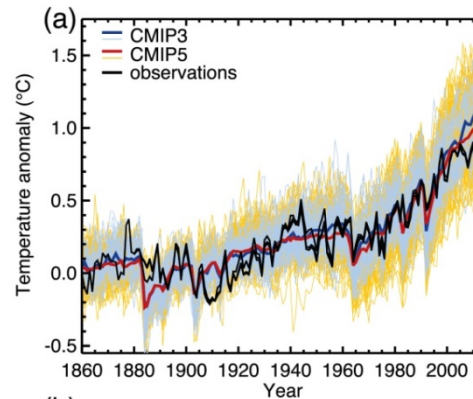 (a)
CMIP3
CMIP5
observations
Temperature anomaly (°C)
1.5
1.0
0.5
0.0
-0.5
1860 1880 1900 1920 1940 1960 1980 2000
Year